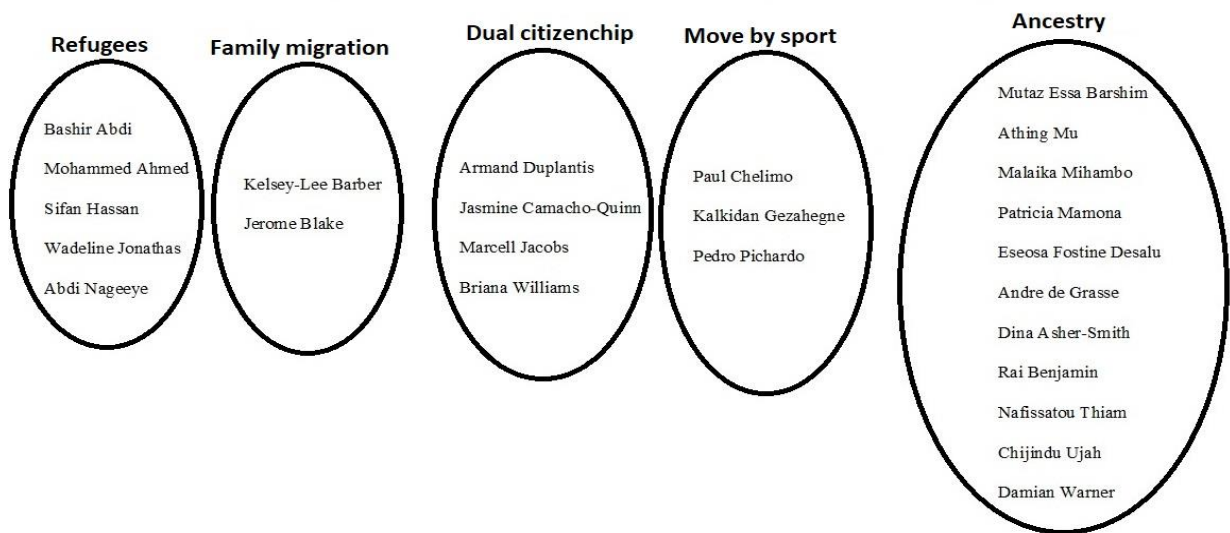 Refugees
Bashir Abdi
Mohammed Ahmed
Sifan Hassan
Wadeline Jonathas
Abdi Nageeye
Family migration
Kelsey-Lee Barber
Jerome Blake
Dual citizenchip
Armand Duplantis
Jasmine Camacho-Quinn
Marcell Jacobs
Briana Williams
Move by sport
Paul Chelimo
Kalkidan Gezahegne
Pedro Pichardo
Ancestry
Mutaz Essa Barshim
Athing Mu
Malaika Mihambo
Patricia Mamona
Eseosa Fostine Desalu
Andre de Grasse
Dina Asher-Smith
Rai Benjamin
Nafissatou Thiam
Chijindu Ujah
Damian Warner